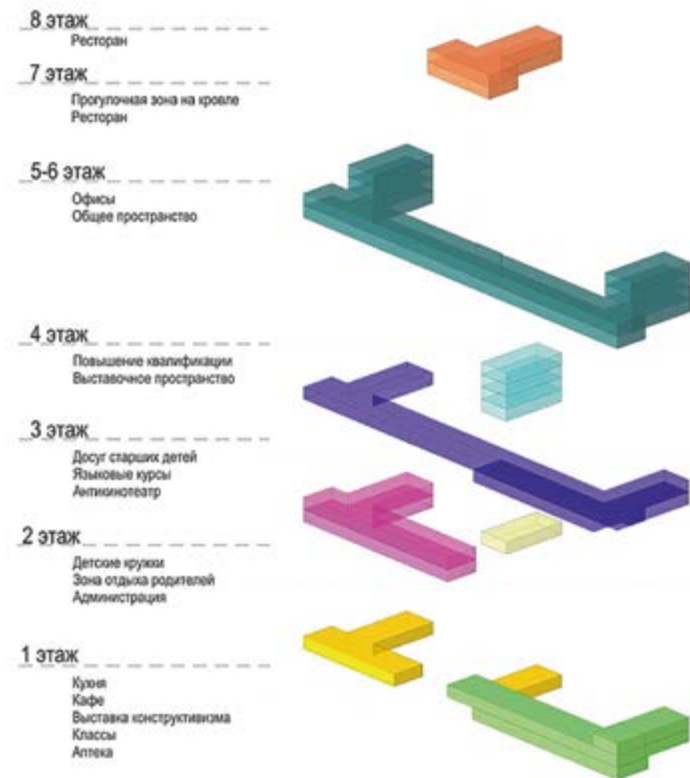 8 этаж
Ресторан
7 этаж
Прогулочная зона на кровле
Ресторан
5-6 этаж
Офисы
Общее пространство
4 этаж
Повышение квалификации
Выставочное пространство
3 этаж
Досуг старших детей
Языковые курсы
Антикинотеатр
2 этаж
Детские кружки
Зона отдыха родителей
Администрация
1 этаж
Кухня
Кафе
Выставка конструктивизма
Классы
Аптека